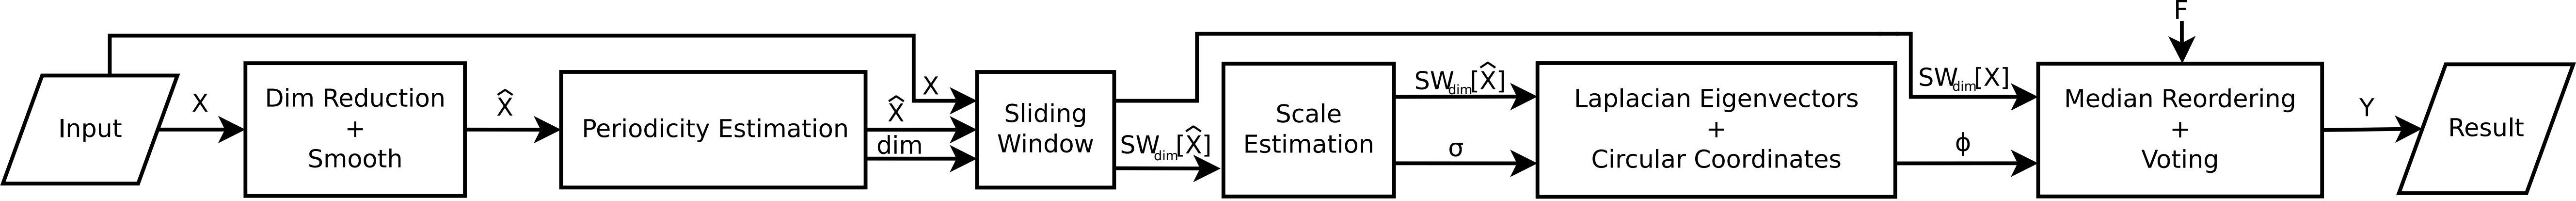 Input
X
Dim Reduction
+
Smooth
X̂
Periodicity Estimation
X
X̂
dim
Sliding
Window
SWdim[X̂]
Scale
Estimation
SWdim[X̂]
σ
Laplacian Eigenvectors
+
Circular Coordinates
SWdim[X]
ϕ
F
Median Reordering
+
Voting
Y
Result